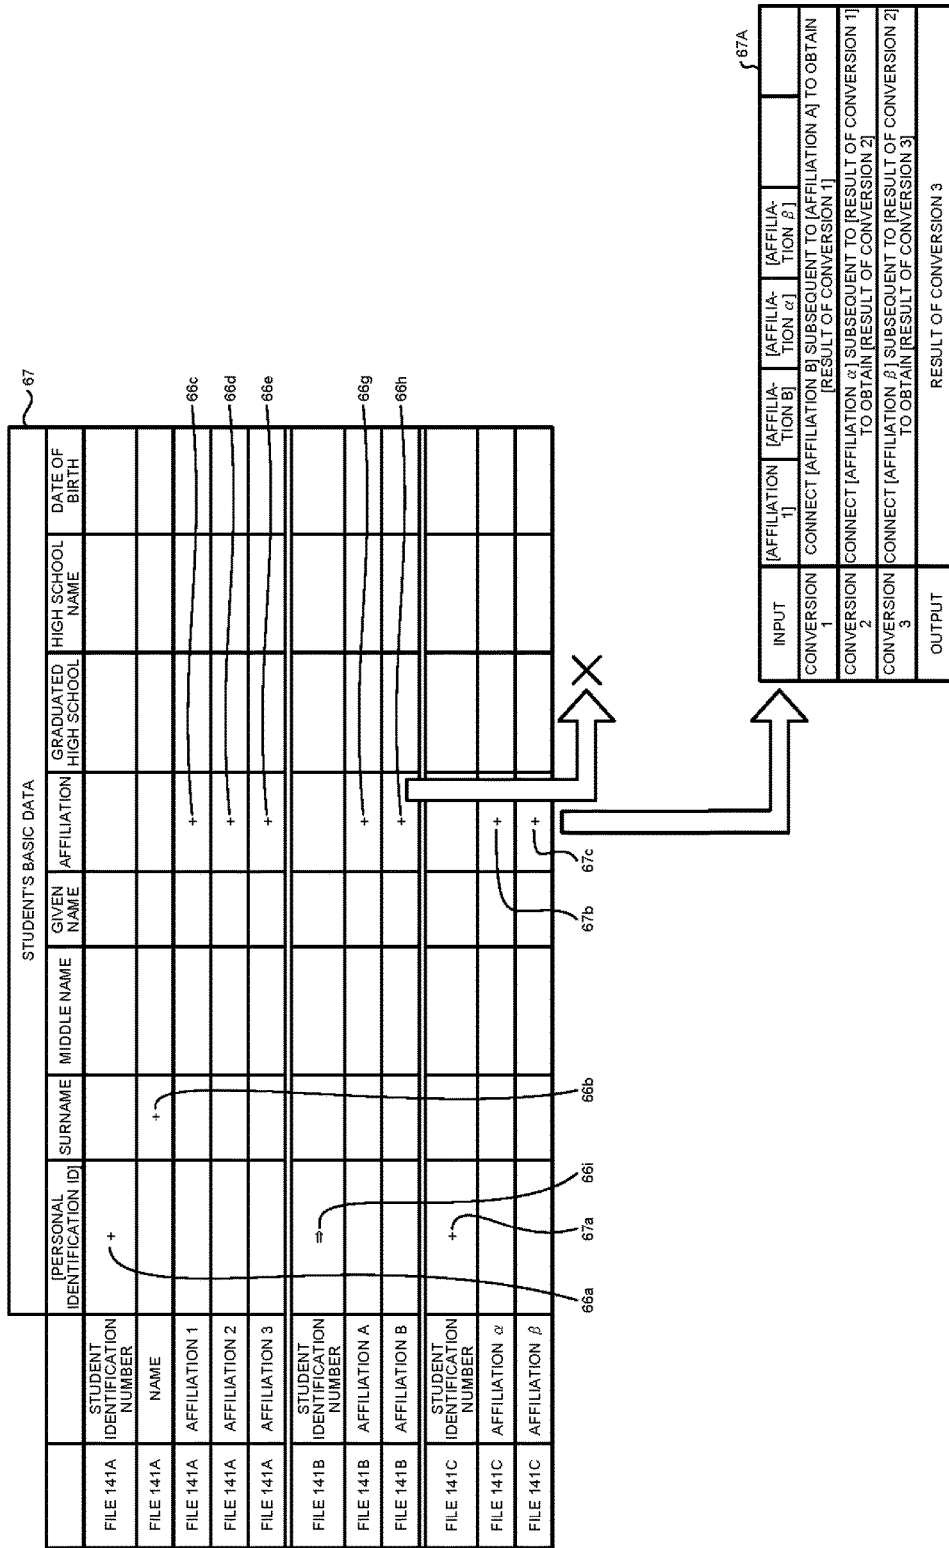 67
STUDENT'S BASIC DATA
[PERSONAL
IDENTIFICATION ID]
SURNAME
MIDDLE NAME
GIVEN
NAME
AFFILIATION
GRADUATED
HIGH SCHOOL
HIGH SCHOOL
NAME
DATE OF
BIRTH
FILE 141A
STUDENT
IDENTIFICATION
NUMBER
+
FILE 141A
NAME
+
FILE 141A
AFFILIATION 1
+
66c
FILE 141A
AFFILIATION 2
+
66d
FILE 141A
AFFILIATION 3
+
66e
FILE 141B
STUDENT
IDENTIFICATION
NUMBER
⇒
FILE 141B
AFFILIATION A
+
66g
FILE 141B
AFFILIATION B
+
66h
FILE 141C
STUDENT
IDENTIFICATION
NUMBER
+
FILE 141C
AFFILIATION α
+
FILE 141C
AFFILIATION β
+
66a
67a
66i
66b
67b
67c
67A
INPUT
[AFFILIATION
1]
[AFFILIA-
TION B]
[AFFILIA-
TION α]
[AFFILIA-
TION β]
CONVERSION
1
CONNECT [AFFILIATION B] SUBSEQUENT TO [AFFILIATION A] TO OBTAIN
[RESULT OF CONVERSION 1]
CONVERSION
2
CONNECT [AFFILIATION α] SUBSEQUENT TO [RESULT OF CONVERSION 1]
TO OBTAIN [RESULT OF CONVERSION 2]
CONVERSION
3
CONNECT [AFFILIATION β] SUBSEQUENT TO [RESULT OF CONVERSION 2]
TO OBTAIN [RESULT OF CONVERSION 3]
OUTPUT
RESULT OF CONVERSION 3